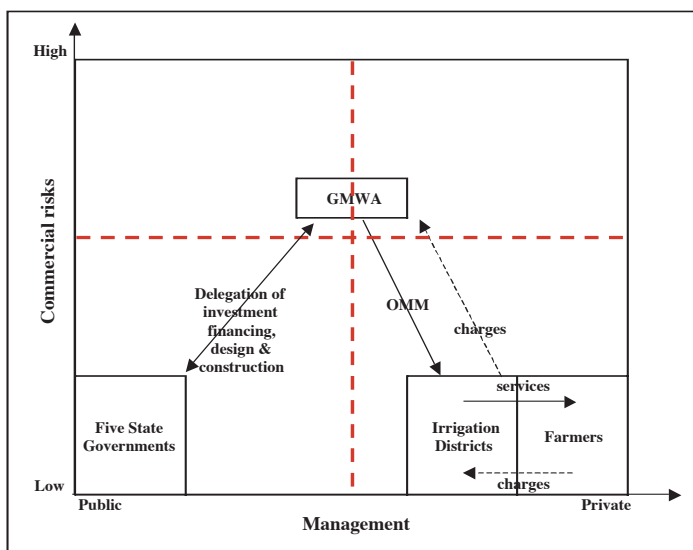 High
Commercial risks
GMWA
Delegation of
investment
financing,
design &
construction
OMM
charges
services
Five State
Governments
Irrigation
Districts
Farmers
charges
Low
Public
Private
Management